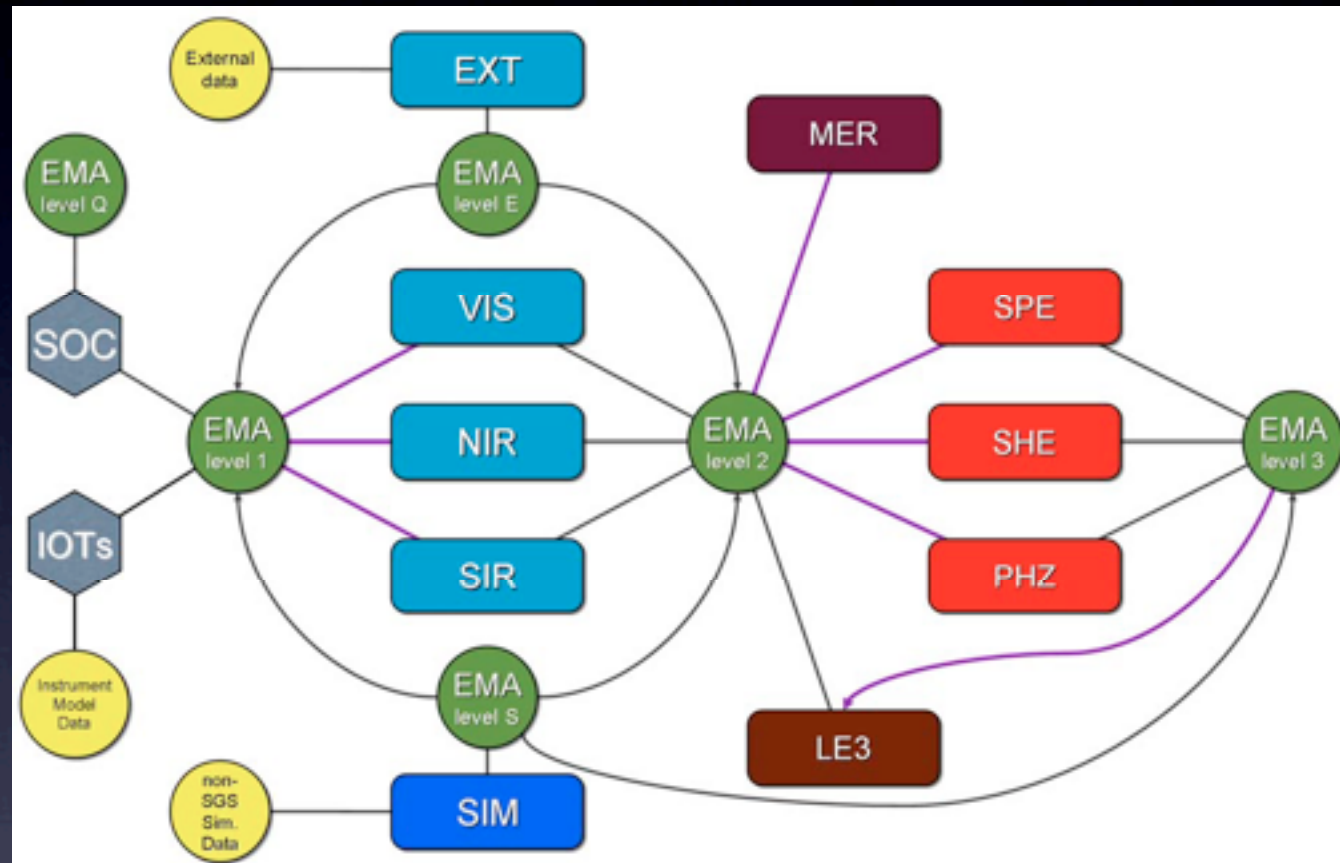 External
data
EXT
MER
EMA
level Q
EMA
level E
VIS
SPE
SOC
EMA
level 1
NIR
EMA
level 2
SHE
EMA
level 3
IOTs
SIR
PHZ
Instrument
Model
Data
EMA
level S
LE3
non-
SGS
Sim.
Data
SIM